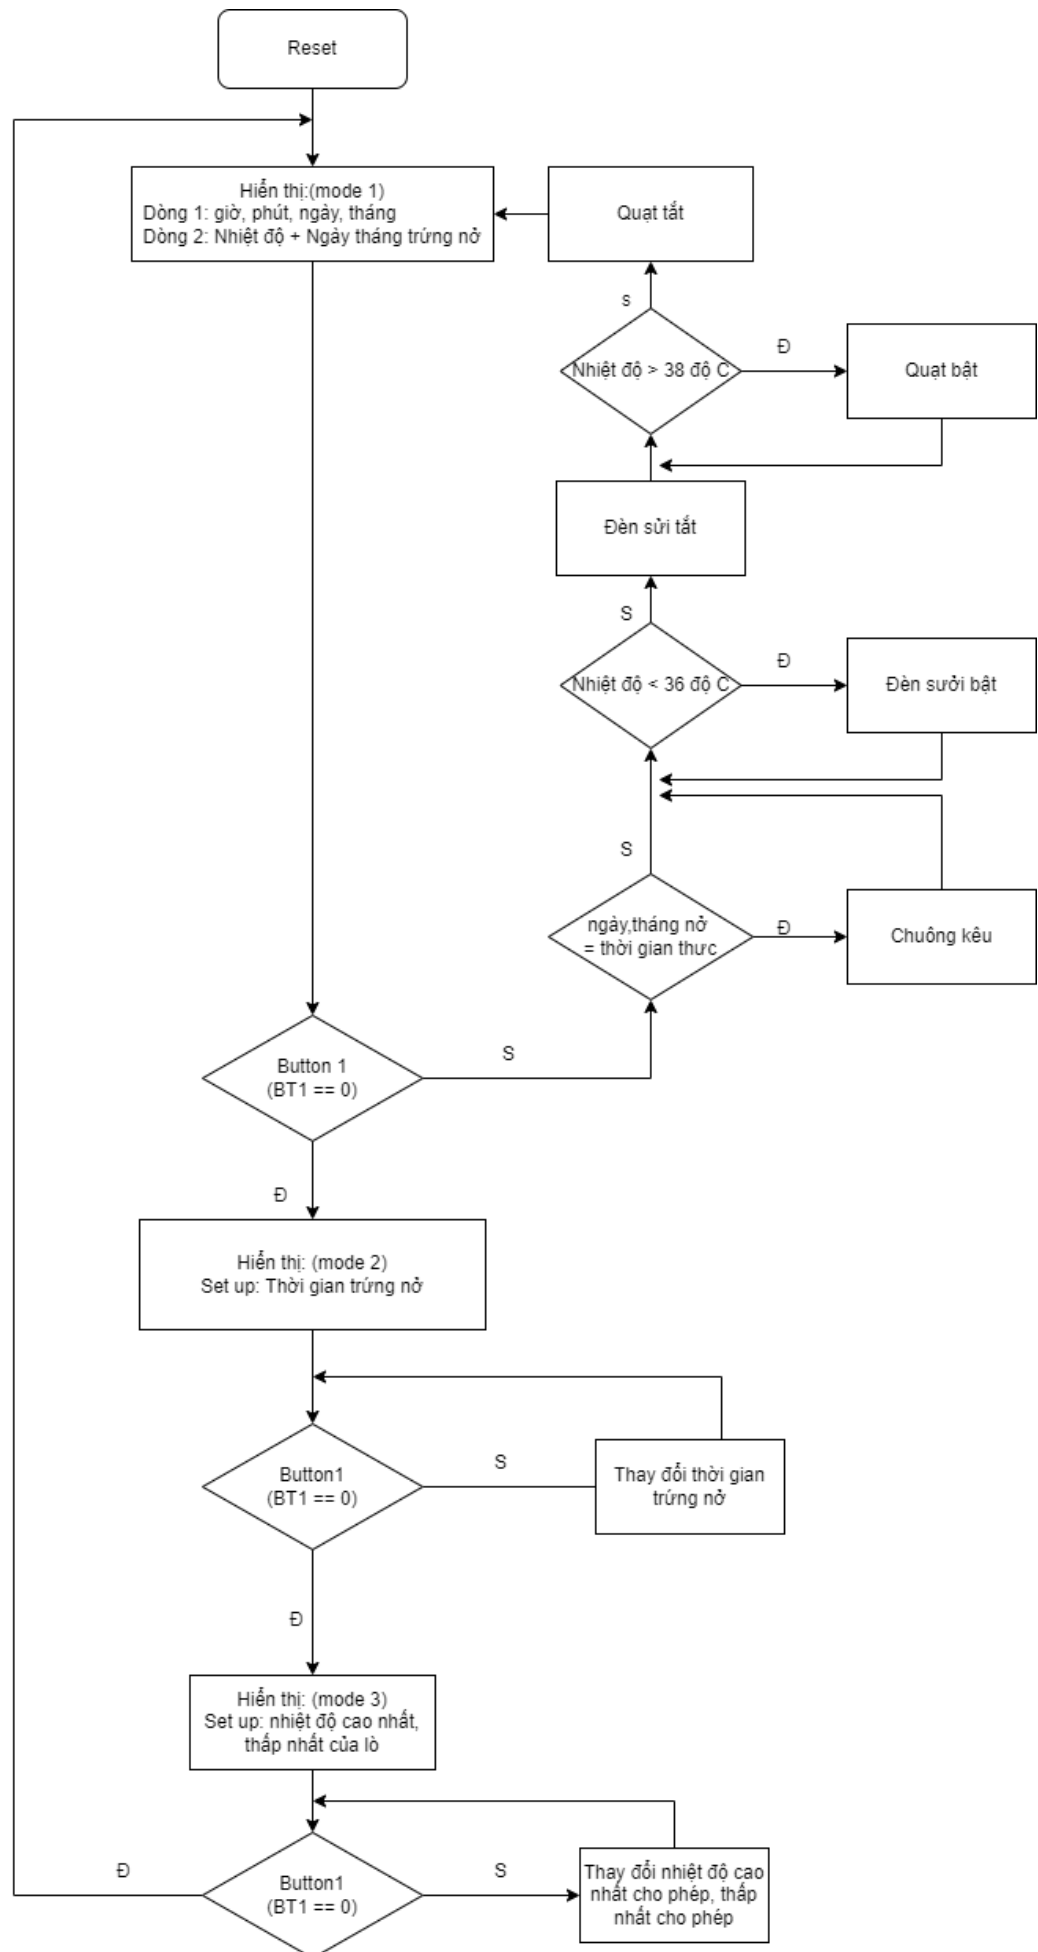 Reset
Hiển thị:(mode 1)
Dòng 1: giờ, phút, ngày, tháng
Dòng 2: Nhiệt độ + Ngày tháng trứng nở
Quạt tắt
s
Nhiệt độ > 38 độ C
Đ
Quạt bật
Đèn sửi tắt
S
Nhiệt độ < 36 độ C
Đ
Đèn sưởi bật
S
ngày,tháng nở
= thời gian thưc
Đ
Chuông kêu
Button 1
(BT1 == 0)
S
Đ
Hiển thị: (mode 2)
Set up: Thời gian trứng nở
Button1
(BT1 == 0)
S
Thay đổi thời gian
trứng nở
Đ
Hiển thị: (mode 3)
Set up: nhiệt độ cao nhất,
thấp nhất của lò
Đ
Button1
(BT1 == 0)
S
Thay đổi nhiệt độ cao
nhất cho phép, thấp
nhất cho phép